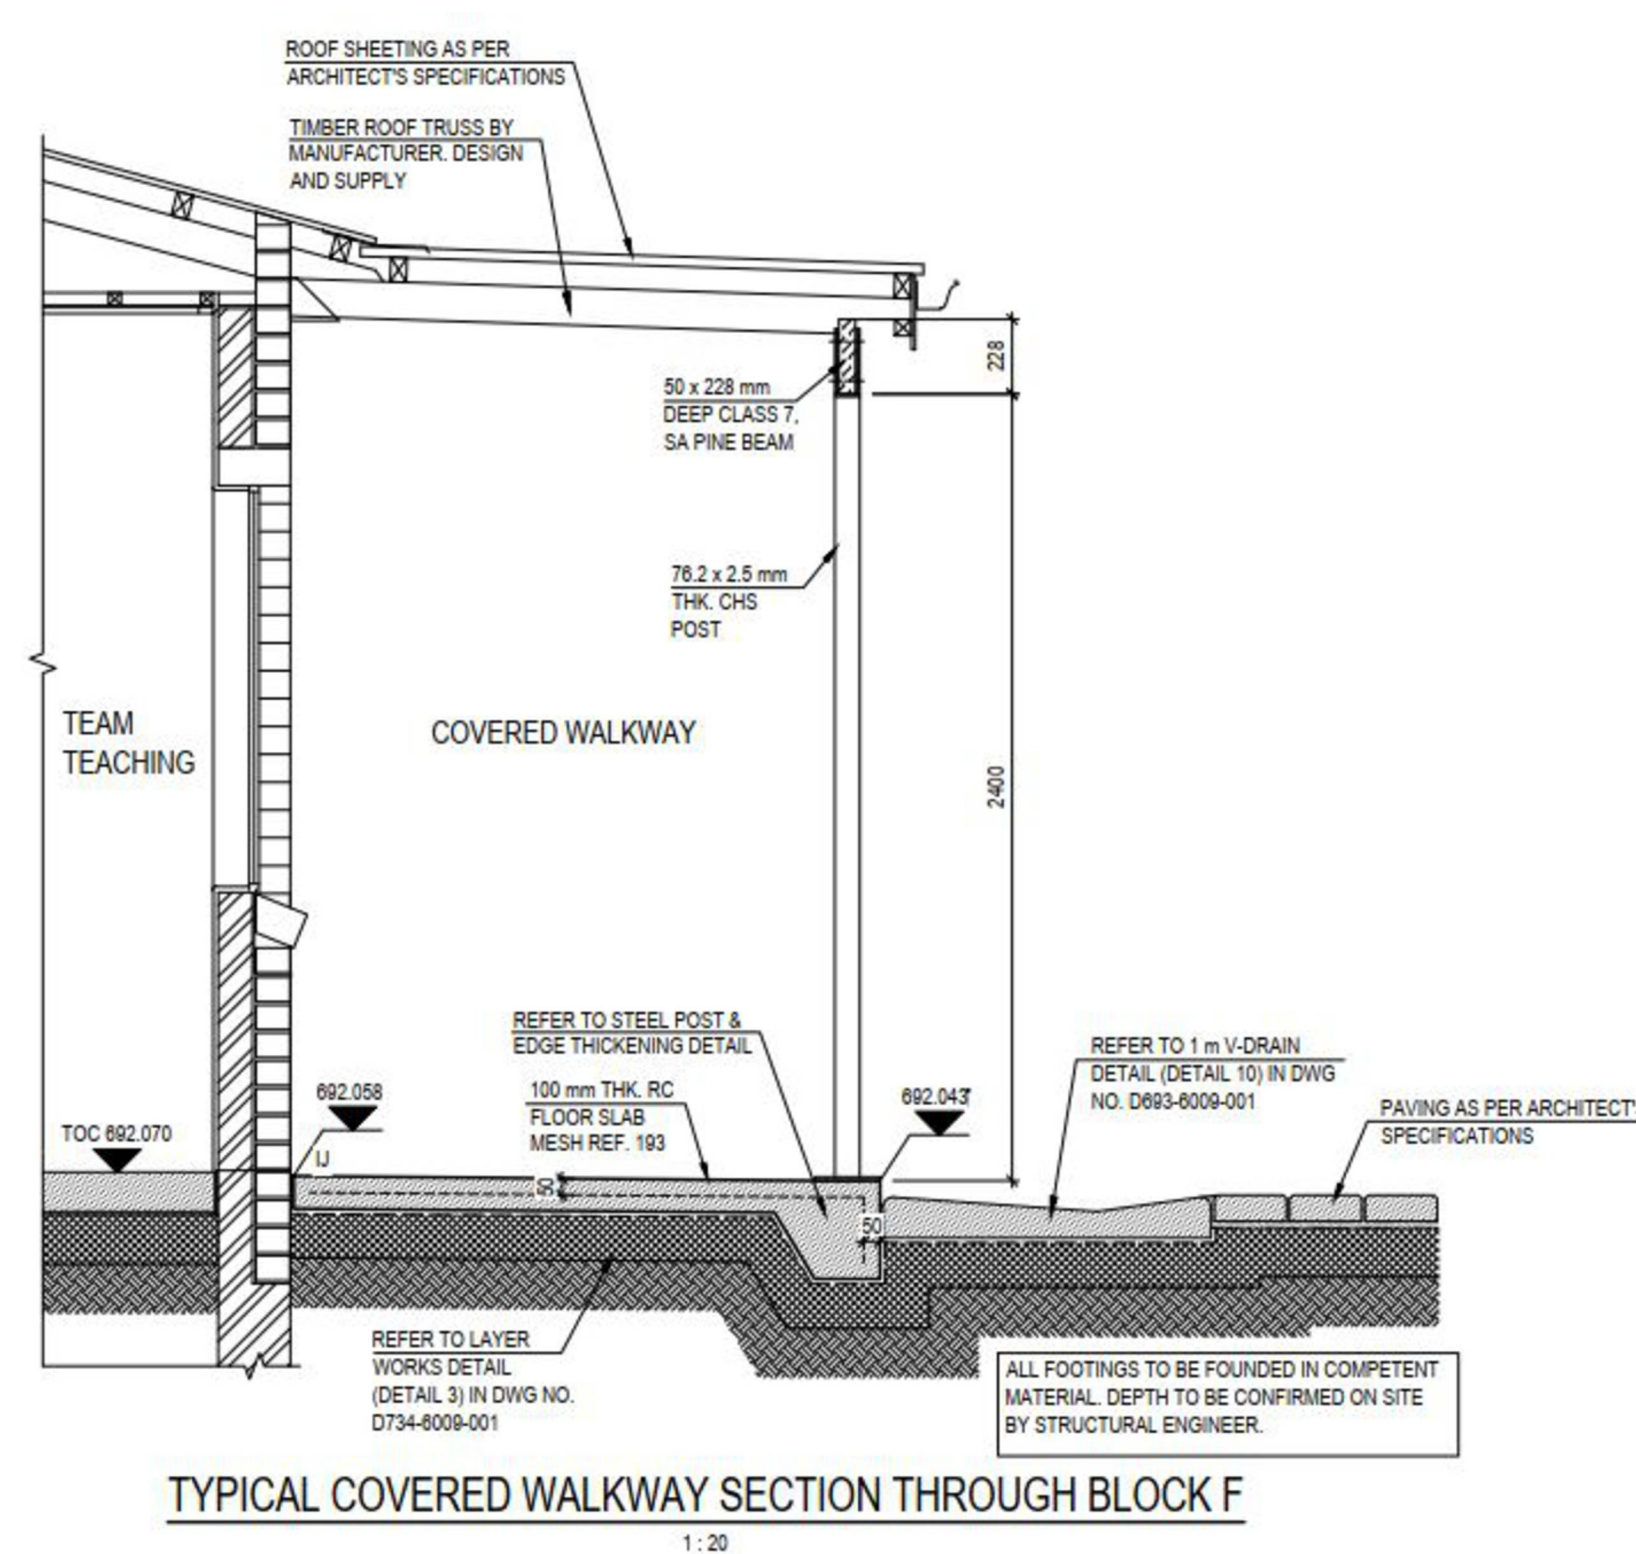 ROOF SHEETING AS PER
ARCHITECT'S SPECIFICATIONS
TIMBER ROOF TRUSS BY
MANUFACTURER. DESIGN
AND SUPPLY
228
50 x 228 mm
DEEP CLASS 7,
SA PINE BEAM
76.2 x 2.5 mm
THK. CHS
POST
TEAM
TEACHING
COVERED WALKWAY
2400
REFER TO STEEL POST &
EDGE THICKENING DETAIL
REFER TO 1 m V-DRAIN
DETAIL (DETAIL 10) IN DWG
NO. D693-6009-001
692.058
100 mm THK. RC
FLOOR SLAB
MESH REF. 193
692.043
PAVING AS PER ARCHITECT'S
SPECIFICATIONS
TOC 692.070
IJ
50
50
REFER TO LAYER
WORKS DETAIL
(DETAIL 3) IN DWG NO.
D734-6009-001
ALL FOOTINGS TO BE FOUNDED IN COMPETENT
MATERIAL. DEPTH TO BE CONFIRMED ON SITE
BY STRUCTURAL ENGINEER.
TYPICAL COVERED WALKWAY SECTION THROUGH BLOCK F
1 : 20